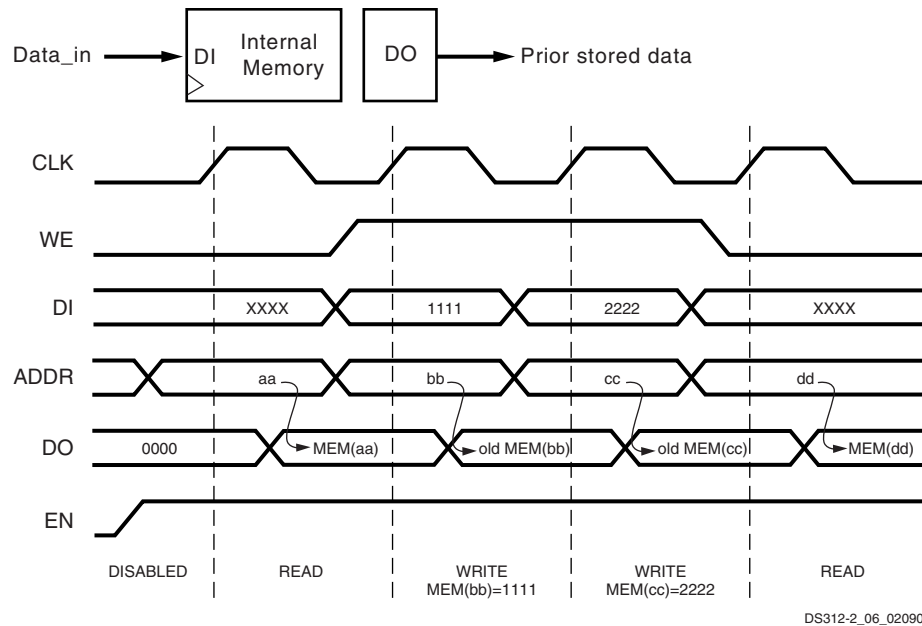 Data_in
DI
Internal
Memory
DO
Prior stored data
CLK
WE
DI
XXXX
1111
2222
XXXX
ADDR
aa
bb
cc
dd
DO
0000
MEM(aa)
old MEM(bb)
old MEM(cc)
MEM(dd)
EN
DISABLED
READ
WRITE
MEM(bb)=1111
WRITE
MEM(cc)=2222
READ
DS312-2_06_02090